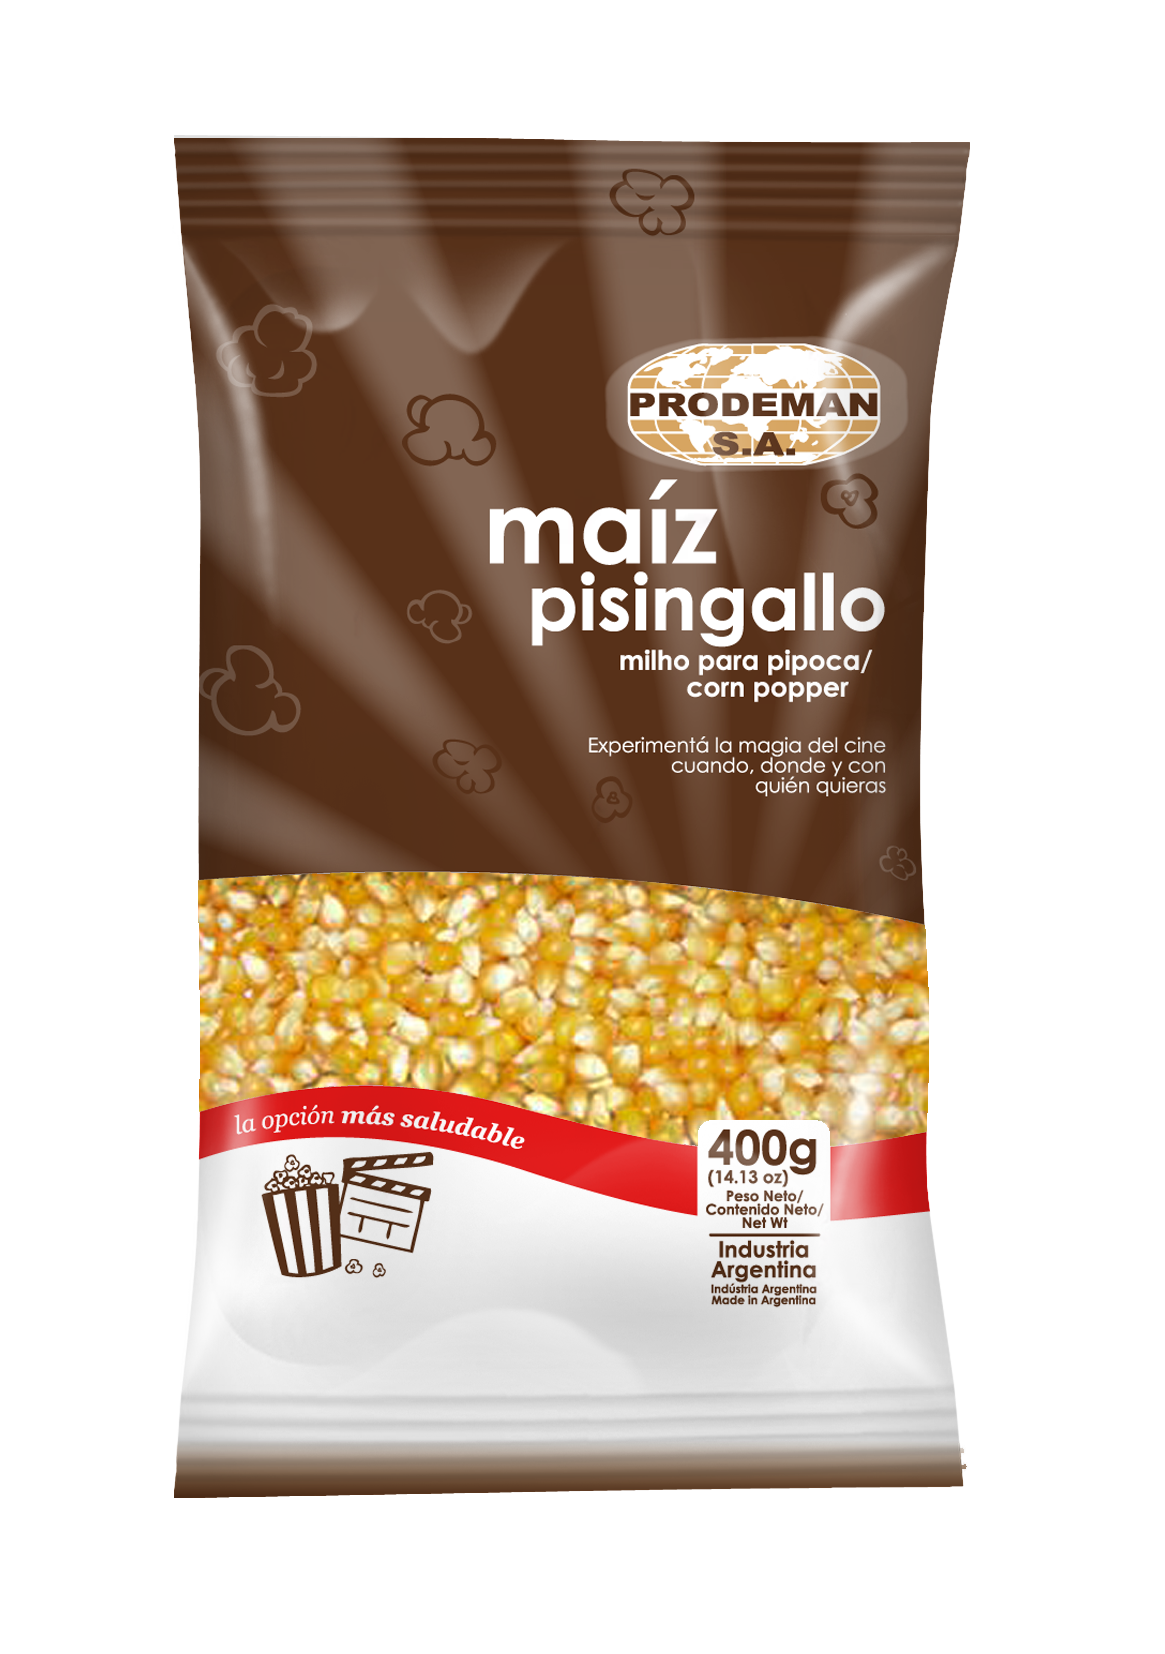 PRODEMAN
S.A.
maíz
pisingallo
milho para pipoca/
corn popper
Experimentá la magia del cine
cuando, donde y con
quién quieras
la opción más saludable
400g
(14.13 oz)
Peso Neto/
Contenido Neto/
Net Wt
Industria
Argentina
Indústria Argentina
Made in Argentina